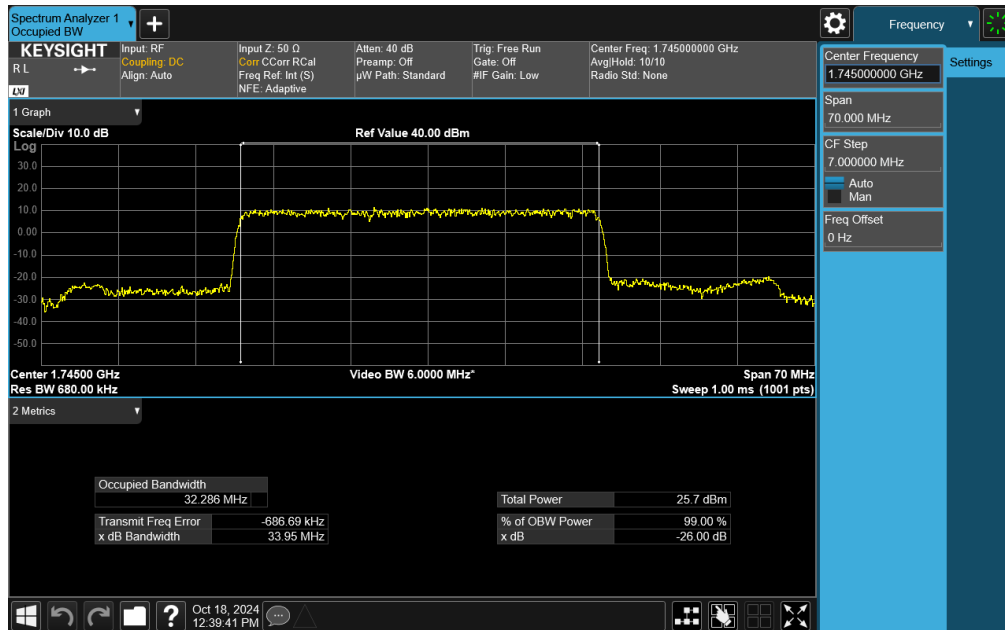 Spectrum Analyzer 1
Occupied BW
Frequency
KEYSIGHT
R L
LXI
Input: RF
Coupling: DC
Align: Auto
Input Z: 50 Ω
Corr CCorr RCal
Freq Ref: Int (S)
NFE: Adaptive
Atten: 40 dB
Preamp: Off
µW Path: Standard
Trig: Free Run
Gate: Off
#IF Gain: Low
Center Freq: 1.745000000 GHz
Avg|Hold: 10/10
Radio Std: None
Center Frequency
1.745000000 GHz
Settings
Span
70.000 MHz
CF Step
7.000000 MHz
Auto
Man
Freq Offset
0 Hz
1 Graph
Scale/Div 10.0 dB
Ref Value 40.00 dBm
Log
30.0
20.0
10.0
0.00
-10.0
-20.0
-30.0
-40.0
-50.0
Center 1.74500 GHz
Video BW 6.0000 MHz*
Span 70 MHz
Res BW 680.00 kHz
Sweep 1.00 ms (1001 pts)
2 Metrics
Occupied Bandwidth
32.286 MHz
Total Power 25.7 dBm
Transmit Freq Error -686.69 kHz
% of OBW Power 99.00 %
x dB Bandwidth 33.95 MHz
x dB -26.00 dB
Oct 18, 2024
12:39:41 PM